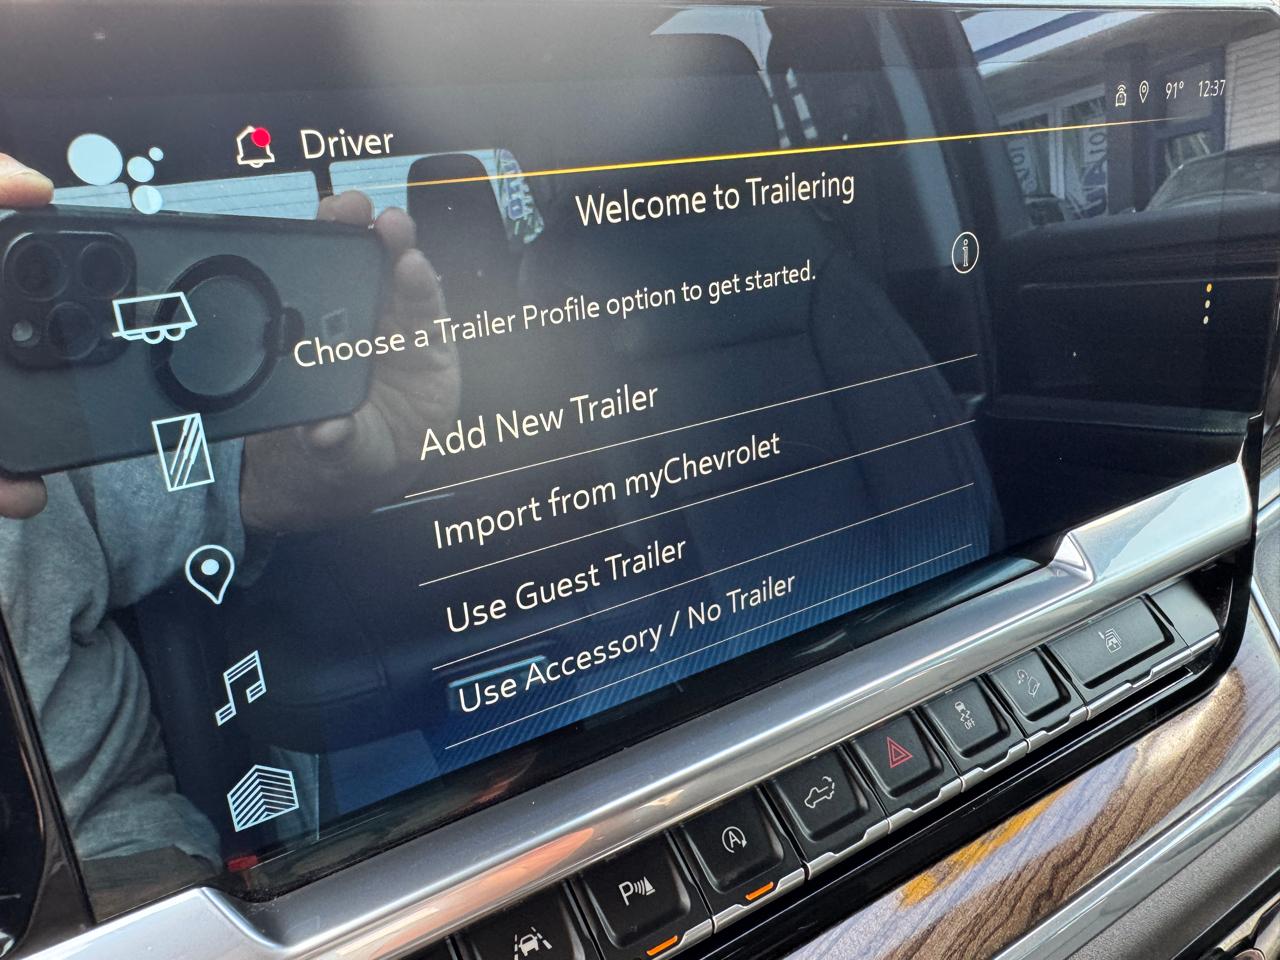 91° 12:37
Driver
Welcome to Trailering
Choose a Trailer Profile option to get started.
Add New Trailer
Import from myChevrolet
Use Guest Trailer
Use Accessory / No Trailer
OFF
A
P